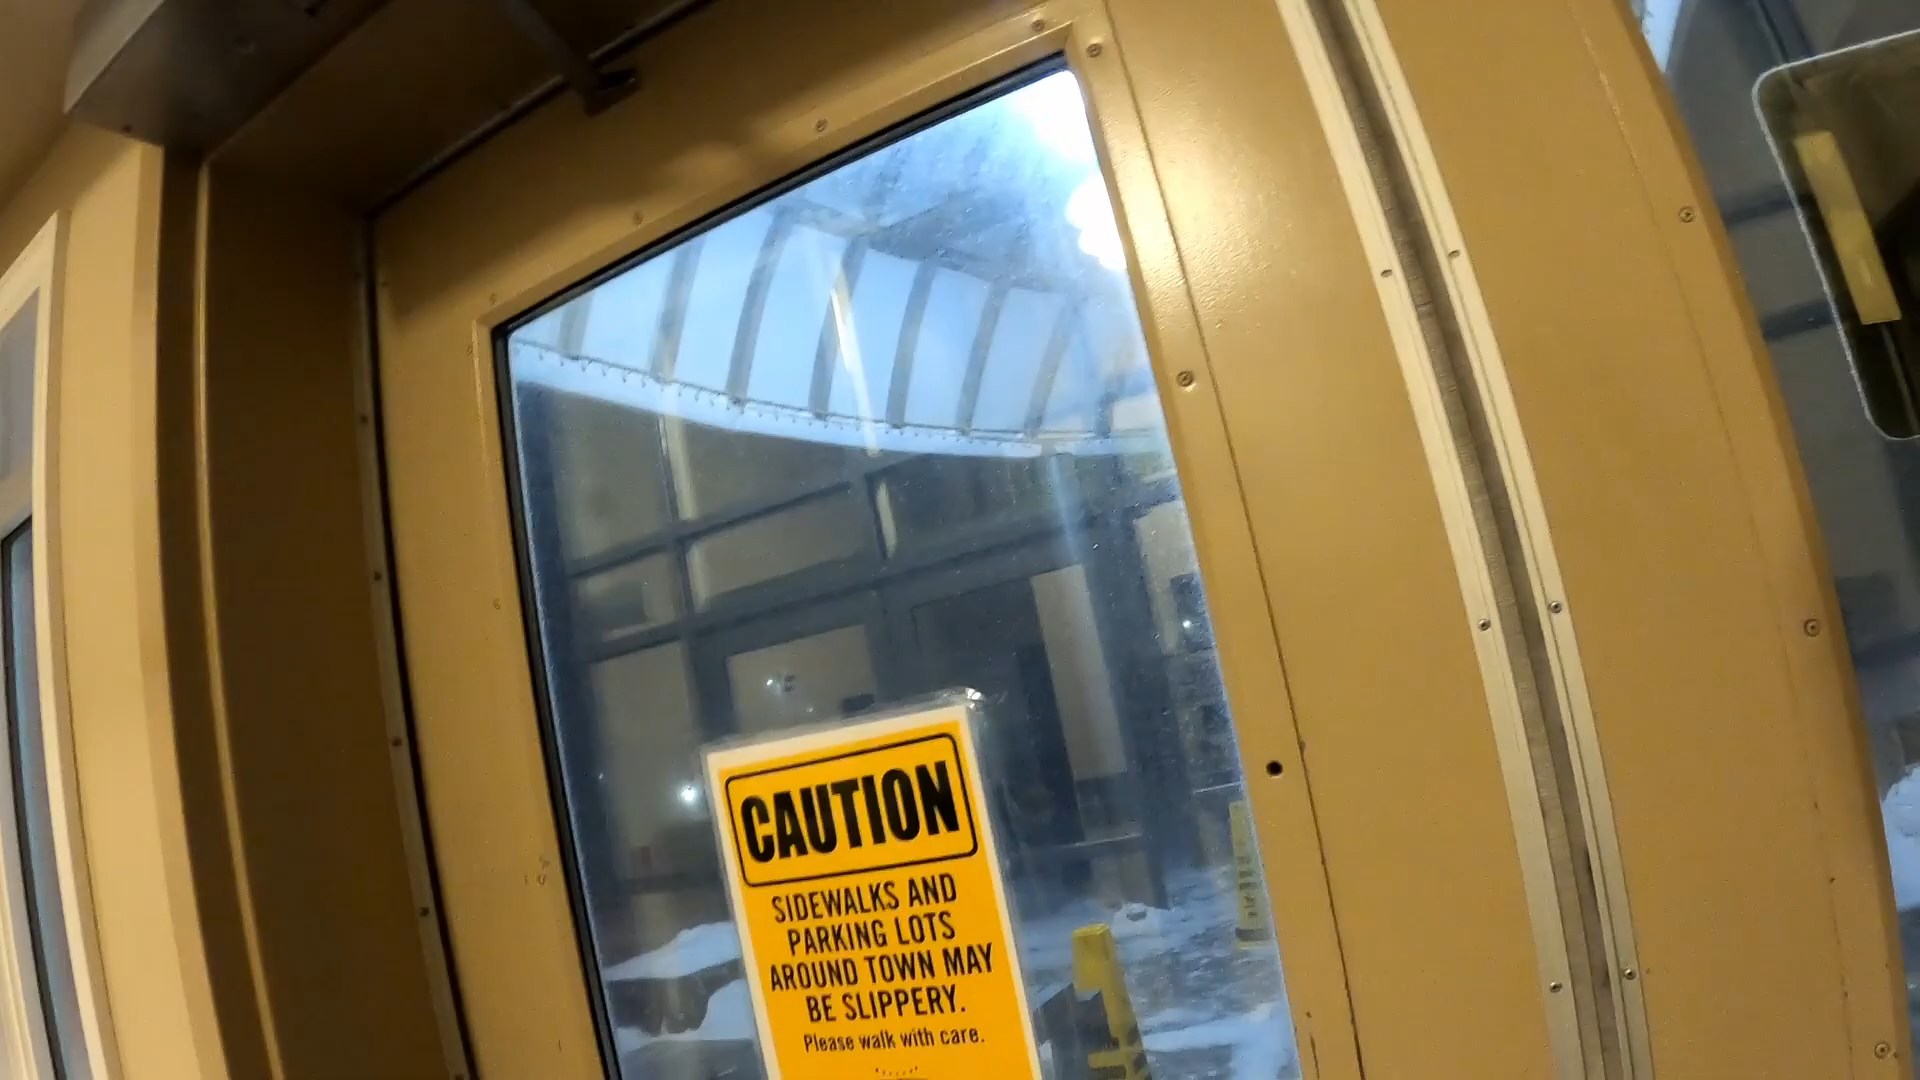 CAUTION
SIDEWALKS AND
PARKING LOTS
AROUND TOWN MAY
BE SLIPPERY.
Please walk with care.